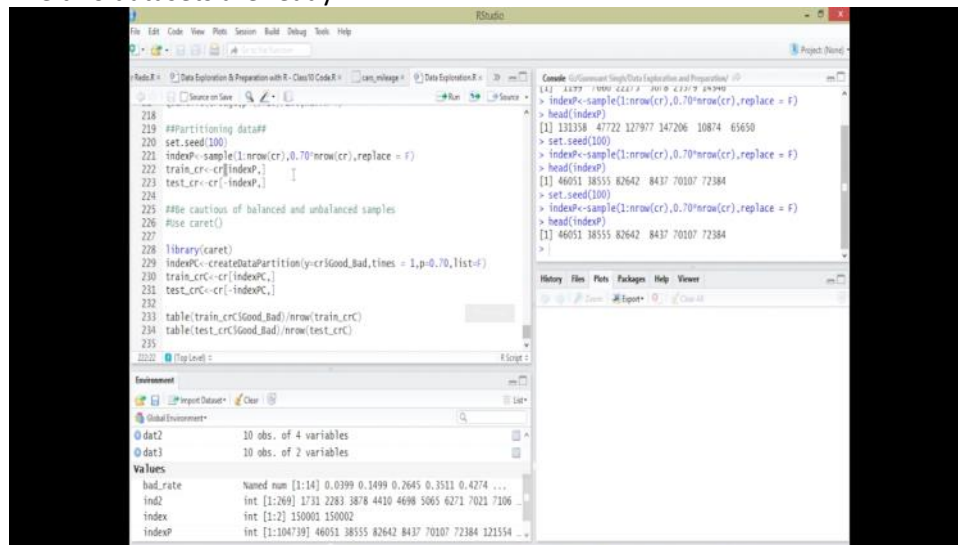 RStudio
File Edit Code View Plots Session Build Debug Tools Help
Go to file/function
Project: (None)
Redo.R × Data Exploration & Preparation with R - Class10 Code.R × cars_mileage × Data Exploration.R ×
Source on Save Run Source
218
219 ##Partitioning data##
220 set.seed(100)
221 indexP<-sample(1:nrow(cr),0.70*nrow(cr),replace = F)
222 train_cr<-cr[indexP,]
223 test_cr<-cr[-indexP,]
224
225 ##Be cautious of balanced and unbalanced samples
226 #Use caret()
227
228 library(caret)
229 indexPC<-createDataPartition(y=cr$Good_Bad,times = 1,p=0.70,list=F)
230 train_crC<-cr[indexPC,]
231 test_crC<-cr[-indexPC,]
232
233 table(train_crC$Good_Bad)/nrow(train_crC)
234 table(test_crC$Good_Bad)/nrow(test_crC)
235
222:22 (Top Level) R Script
Environment
Import Dataset Clear List
Global Environment
dat2 10 obs. of 4 variables
dat3 10 obs. of 2 variables
Values
bad_rate Named num [1:14] 0.0399 0.1499 0.2645 0.3511 0.4274 ...
ind2 int [1:269] 1731 2283 3878 4410 4698 5065 6271 7021 7106
index int [1:2] 150001 150002
indexP int [1:104739] 46051 38555 82642 8437 70107 72384 121554
Console
> indexP<-sample(1:nrow(cr),0.70*nrow(cr),replace = F)
> head(indexP)
[1] 131358 47722 127977 147206 10874 65650
> set.seed(100)
> indexP<-sample(1:nrow(cr),0.70*nrow(cr),replace = F)
> head(indexP)
[1] 46051 38555 82642 8437 70107 72384
> set.seed(100)
> indexP<-sample(1:nrow(cr),0.70*nrow(cr),replace = F)
> head(indexP)
[1] 46051 38555 82642 8437 70107 72384
>
History Files Plots Packages Help Viewer
Zoom Export Clear All